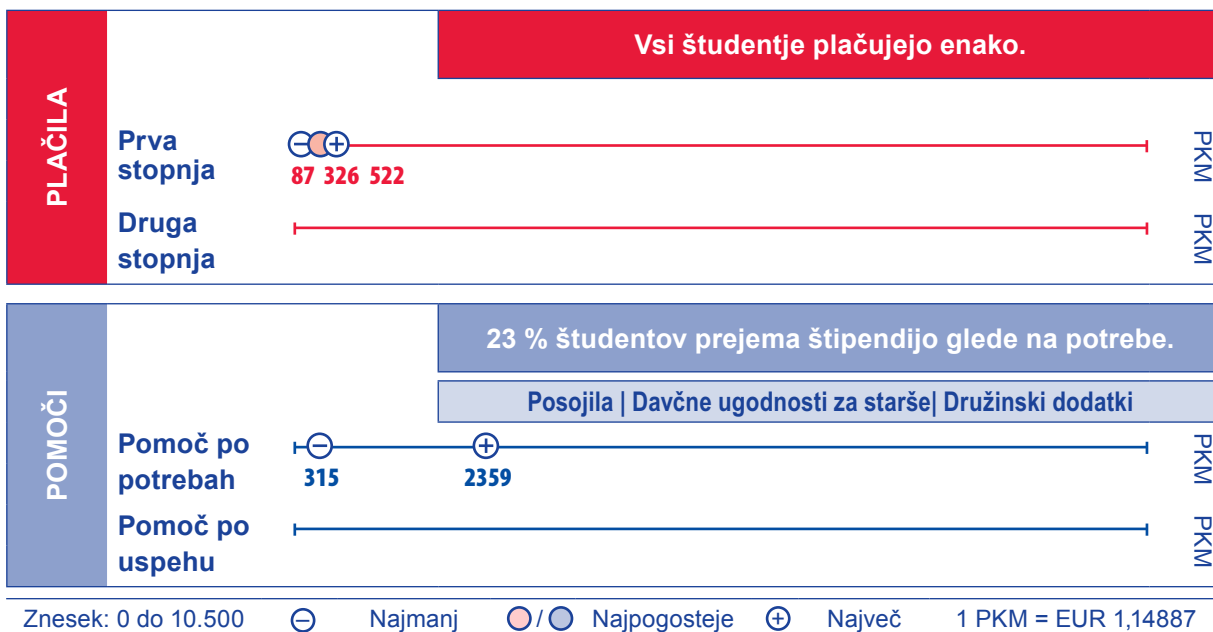 PLAČILA
Vsi študentje plačujejo enako.
Prva
stopnja
87 326 522
PKM
Druga
stopnja
PKM
POMOČI
23 % študentov prejema štipendijo glede na potrebe.
Posojila | Davčne ugodnosti za starše| Družinski dodatki
Pomoč po
potrebah
315 2359
PKM
Pomoč po
uspehu
PKM
Znesek: 0 do 10.500 Najmanj / Najpogosteje Največ 1 PKM = EUR 1,14887